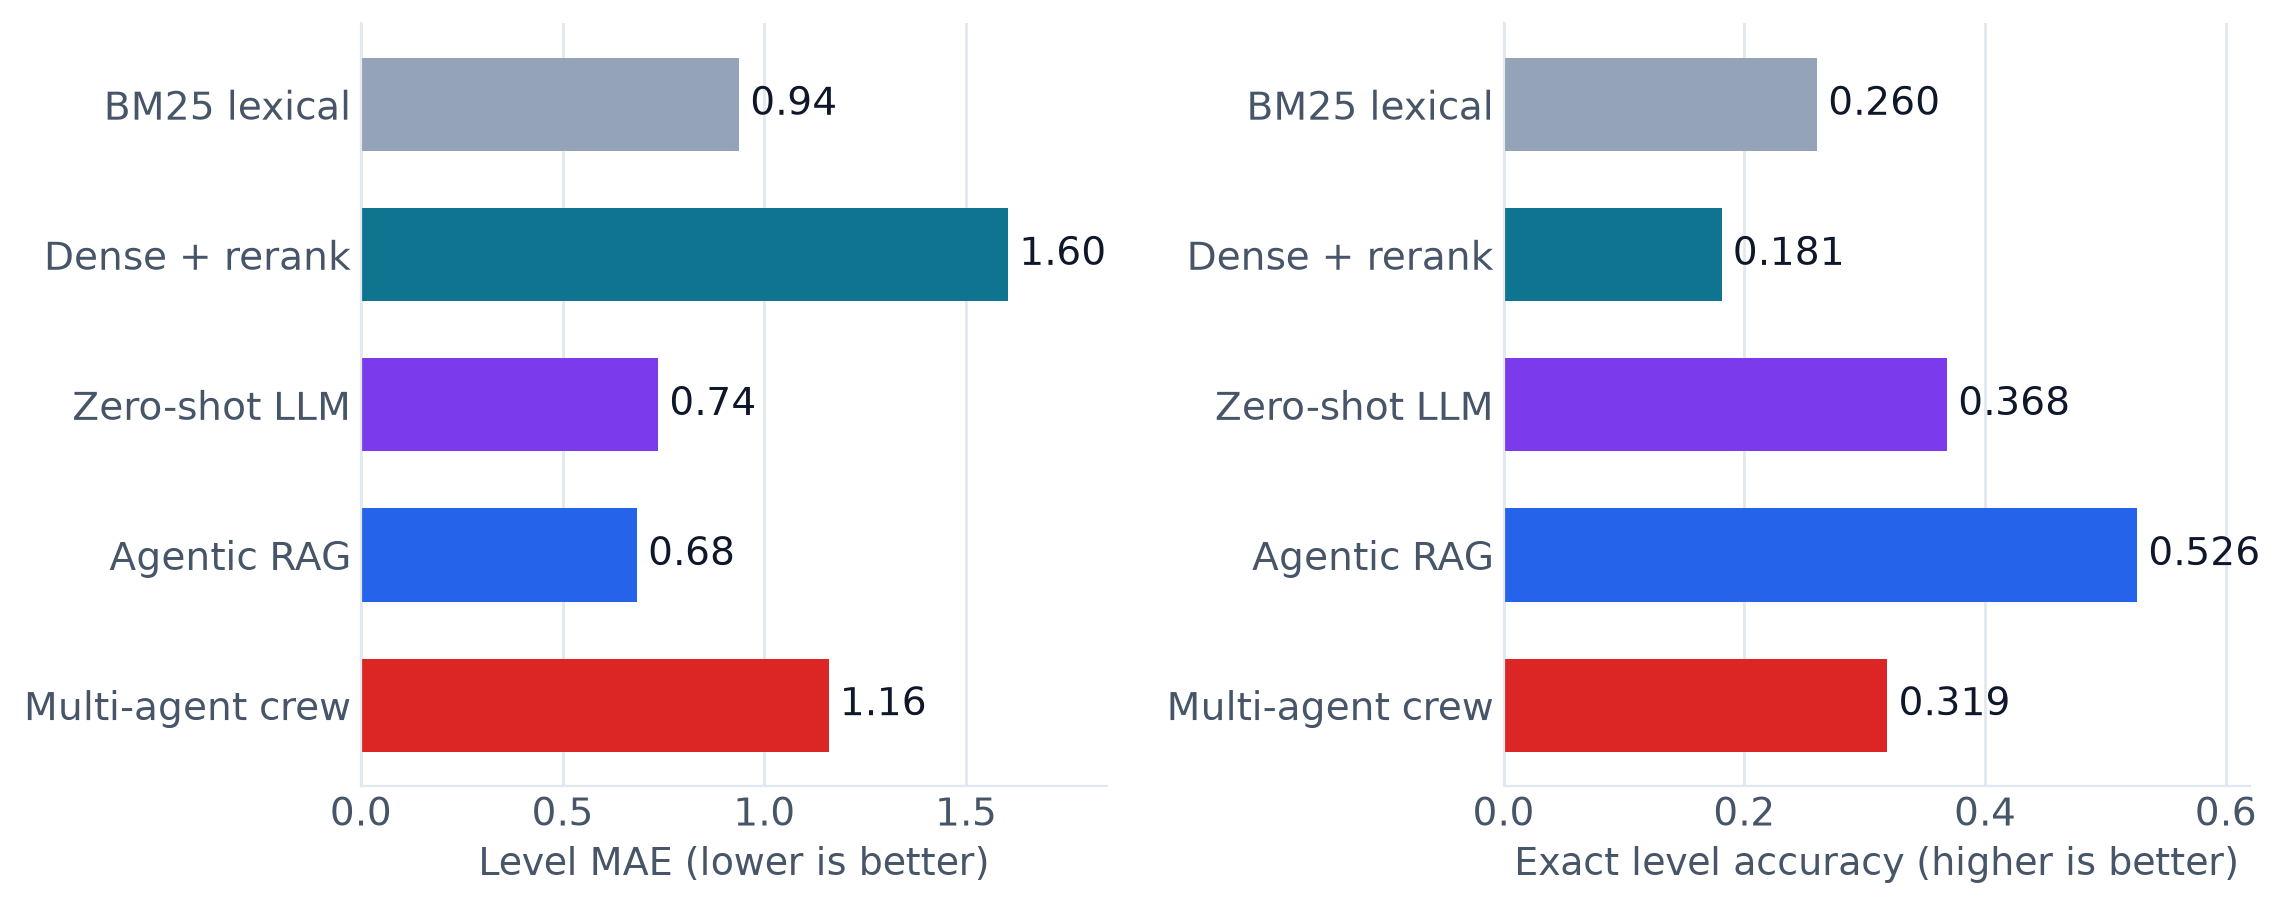 BM25 lexical
0.94
Dense + rerank
1.60
Zero-shot LLM
0.74
Agentic RAG
0.68
Multi-agent crew
1.16
0.0 0.5 1.0 1.5
Level MAE (lower is better)
BM25 lexical
0.260
Dense + rerank
0.181
Zero-shot LLM
0.368
Agentic RAG
0.526
Multi-agent crew
0.319
0.0 0.2 0.4 0.6
Exact level accuracy (higher is better)